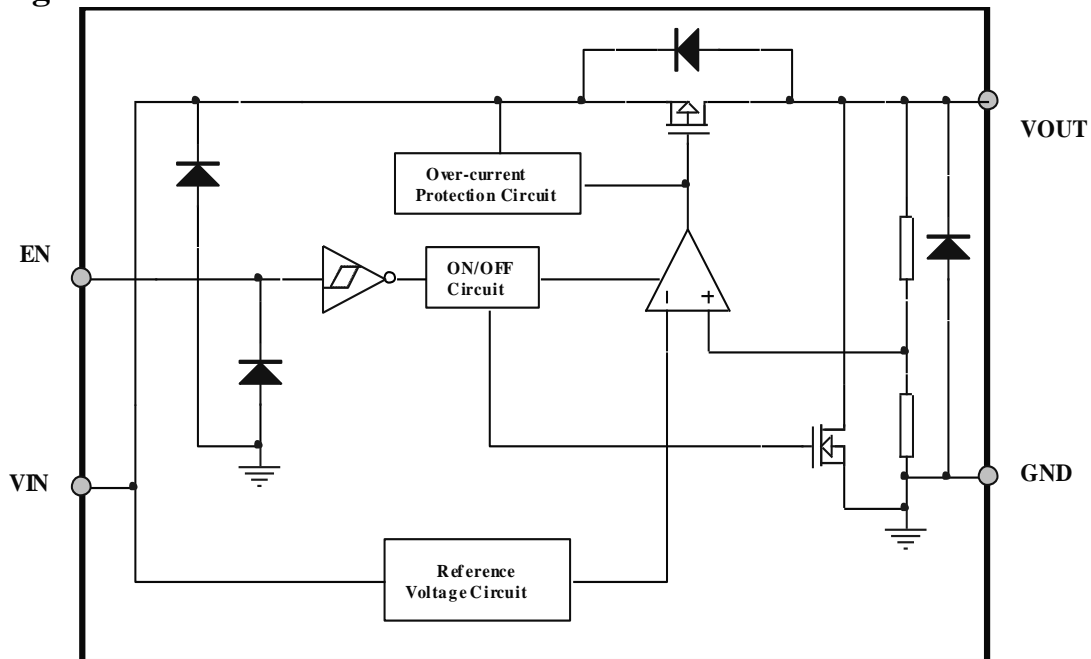 g
VOUT
Over-current
Protection Circuit
EN
ON/OFF
Circuit
− +
VIN
GND
Reference
Voltage Circuit